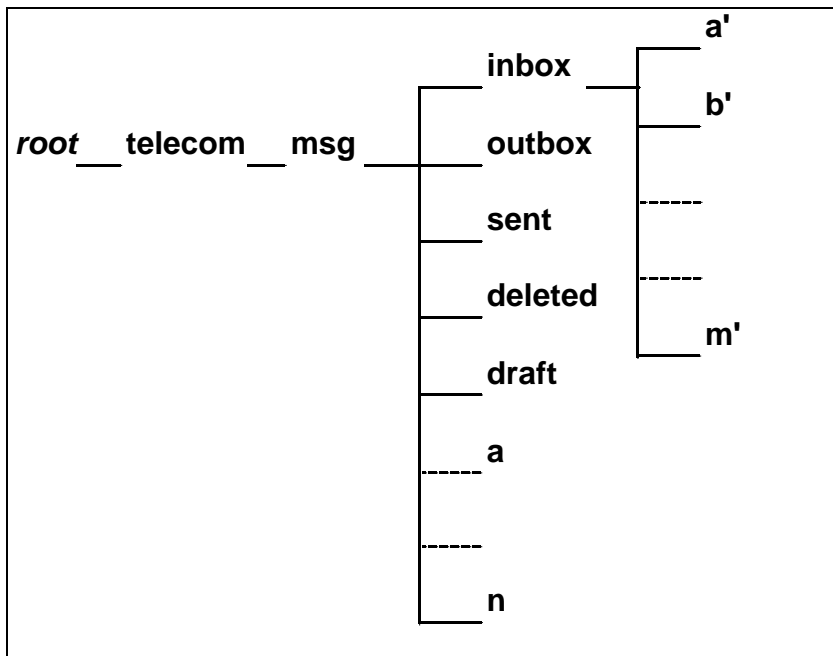 a'
inbox
b'
root telecom msg outbox
sent
deleted
m'
draft
a
n